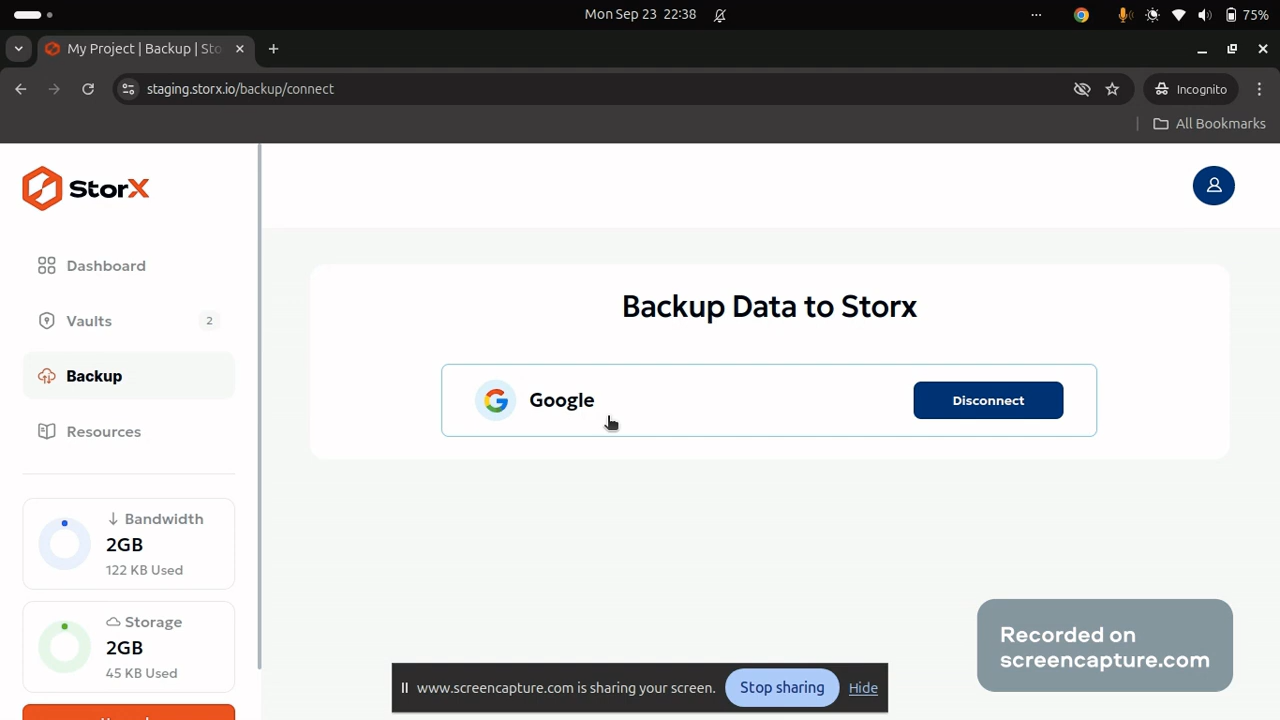 Mon Sep 23 22:38
75%
My Project | Backup | Sto
staging.storx.io/backup/connect
Incognito
All Bookmarks
StorX
Dashboard
Vaults 2
Backup
Resources
Bandwidth
2GB
122 KB Used
Storage
2GB
45 KB Used
Backup Data to Storx
Google
Disconnect
Recorded on
screencapture.com
www.screencapture.com is sharing your screen. Stop sharing Hide